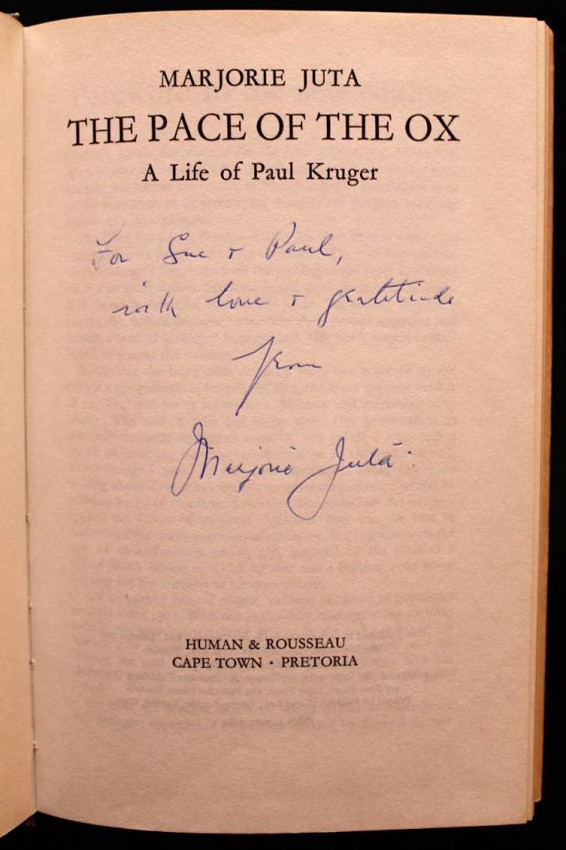 MARJORIE JUTA
THE PACE OF THE OX
A Life of Paul Kruger
For Sue + Paul,
with love + gratitude
from
Marjorie Juta.
HUMAN & ROUSSEAU
CAPE TOWN · PRETORIA